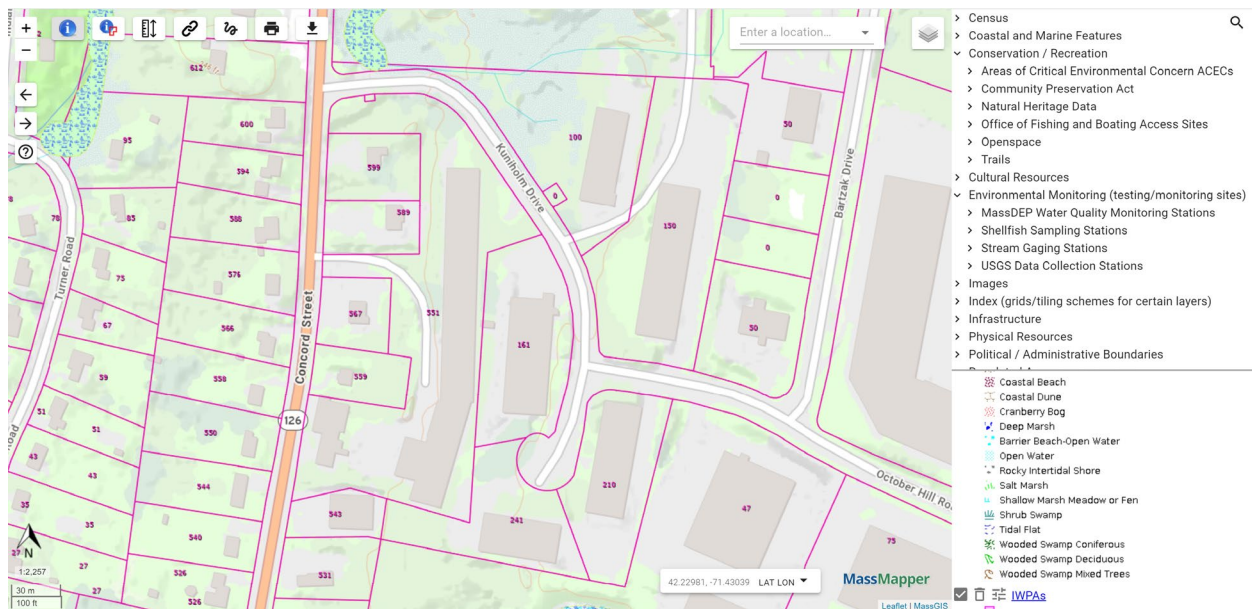 Enter a location...
612
600
95
594
599
589
588
78
85
576
75
567
551
566
67
559
558
59
51
51
550
43
43
544
35
35
543
540
27
27
526
531
27
526
100
50
0
0
0
150
161
50
210
241
47
75
Kuniholm Drive
Bartzak Drive
Turner Road
Concord Street
126
October Hill Ro
oad
N
1:2,257
30 m
100 ft
42.22981, -71.43039 LAT LON
MassMapper
Leaflet | MassGIS
Census
Coastal and Marine Features
Conservation / Recreation
Areas of Critical Environmental Concern ACECs
Community Preservation Act
Natural Heritage Data
Office of Fishing and Boating Access Sites
Openspace
Trails
Cultural Resources
Environmental Monitoring (testing/monitoring sites)
MassDEP Water Quality Monitoring Stations
Shellfish Sampling Stations
Stream Gaging Stations
USGS Data Collection Stations
Images
Index (grids/tiling schemes for certain layers)
Infrastructure
Physical Resources
Political / Administrative Boundaries
Coastal Beach
Coastal Dune
Cranberry Bog
Deep Marsh
Barrier Beach-Open Water
Open Water
Rocky Intertidal Shore
Salt Marsh
Shallow Marsh Meadow or Fen
Shrub Swamp
Tidal Flat
Wooded Swamp Coniferous
Wooded Swamp Deciduous
Wooded Swamp Mixed Trees
IWPAs